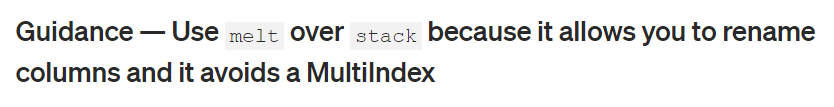 Guidance — Use melt over stack because it allows you to rename
columns and it avoids a MultiIndex